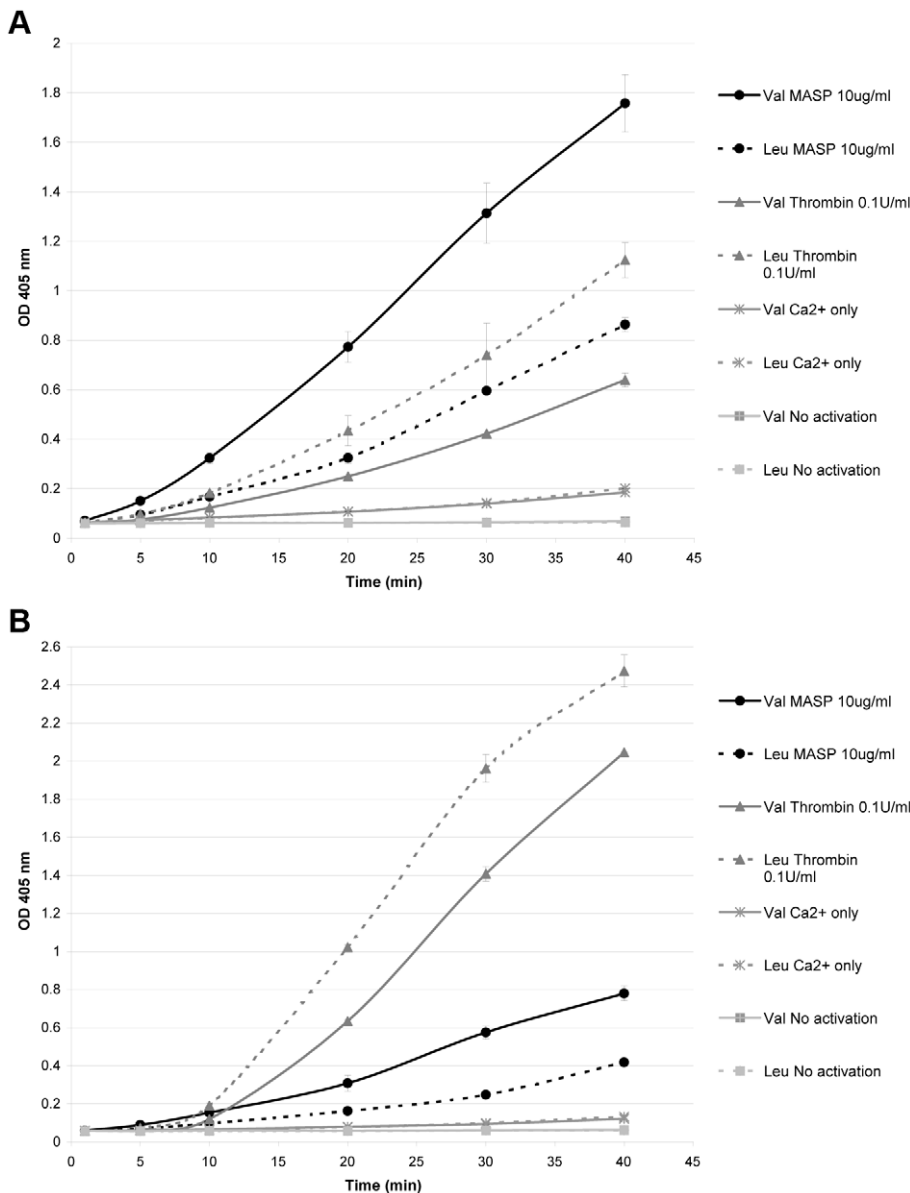 A
2
1.8
1.6
1.4
1.2
1
0.8
0.6
0.4
0.2
0
OD 405 nm
0 5 10 15 20 25 30 35 40 45
Time (min)
Val MASP 10ug/ml
Leu MASP 10ug/ml
Val Thrombin 0.1U/ml
Leu Thrombin
0.1U/ml
Val Ca2+ only
Leu Ca2+ only
Val No activation
Leu No activation
B
2.6
2.4
2.2
2
1.8
1.6
1.4
1.2
1
0.8
0.6
0.4
0.2
0
OD 405 nm
0 5 10 15 20 25 30 35 40 45
Time (min)
Val MASP 10ug/ml
Leu MASP 10ug/ml
Val Thrombin 0.1U/ml
Leu Thrombin
0.1U/ml
Val Ca2+ only
Leu Ca2+ only
Val No activation
Leu No activation